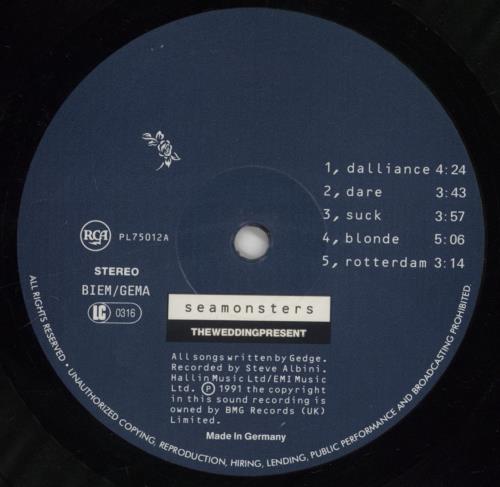 1, dalliance 4:24
2, dare 3:43
3, suck 3:57
4, blonde 5:06
5, rotterdam 3:14
RCA PL75012A
STEREO
BIEM/GEMA
LC 0316
seamonsters
THEWEDDINGPRESENT
All songs written by Gedge.
Recorded by Steve Albini.
Hallin Music Ltd/EMI Music
Ltd. Ⓟ 1991 the copyright
in this sound recording is
owned by BMG Records (UK)
Limited.
Made In Germany
ALL RIGHTS RESERVED • UNAUTHORIZED COPYING, REPRODUCTION, HIRING, LENDING, PUBLIC PERFORMANCE AND BROADCASTING PROHIBITED.